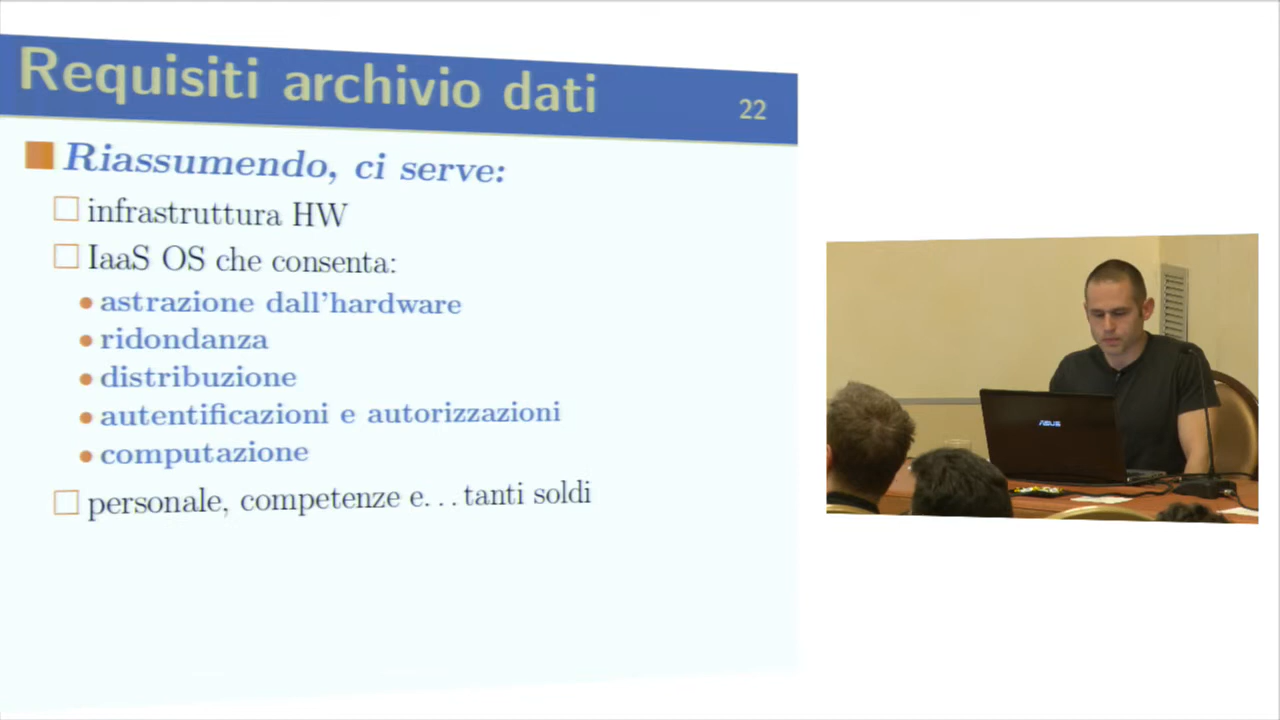 Requisiti archivio dati
22
Riassumendo, ci serve:
infrastruttura HW
IaaS OS che consenta:
astrazione dall'hardware
ridondanza
distribuzione
autentificazioni e autorizzazioni
computazione
personale, competenze e...tanti soldi
ASUS